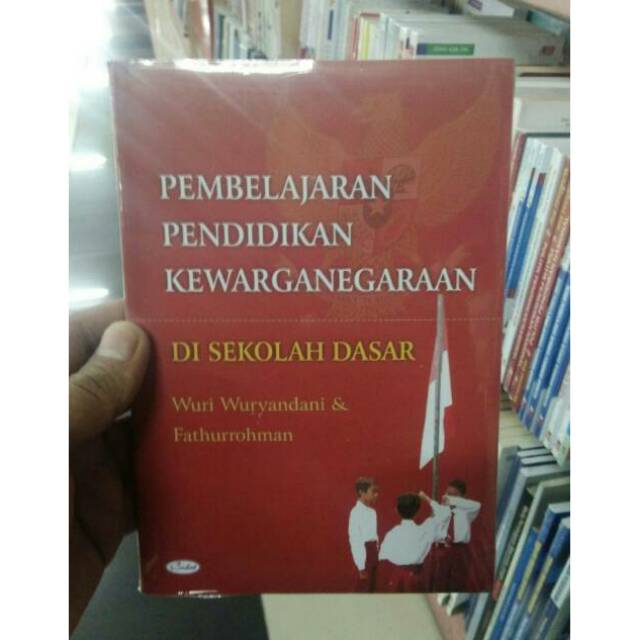 PEMBELAJARAN
PENDIDIKAN
KEWARGANEGARAAN
DI SEKOLAH DASAR
Wuri Wuryandani &
Fathurrohman